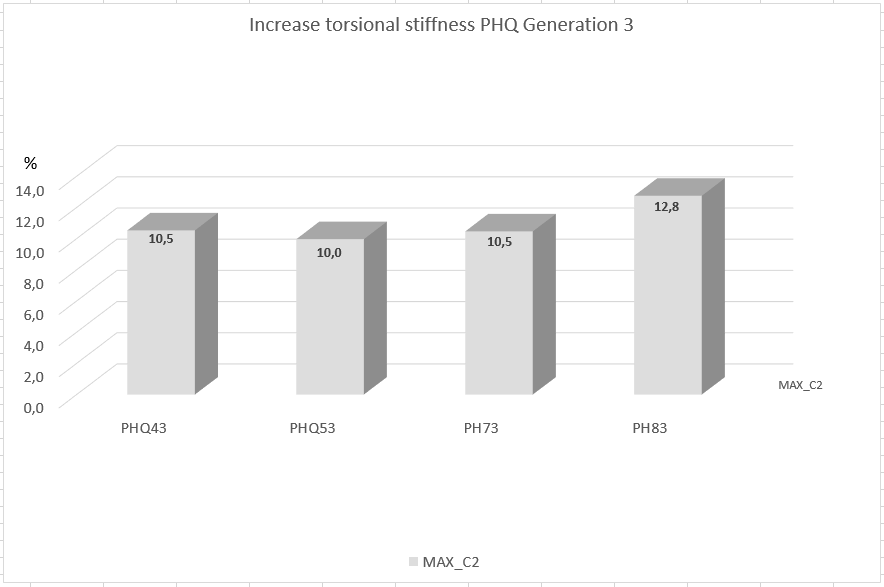 Increase torsional stiffness PHQ Generation 3
%
14,0
12,0
10,0
8,0
6,0
4,0
2,0
0,0
10,5
10,0
10,5
12,8
MAX_C2
PHQ43
PHQ53
PH73
PH83
MAX_C2